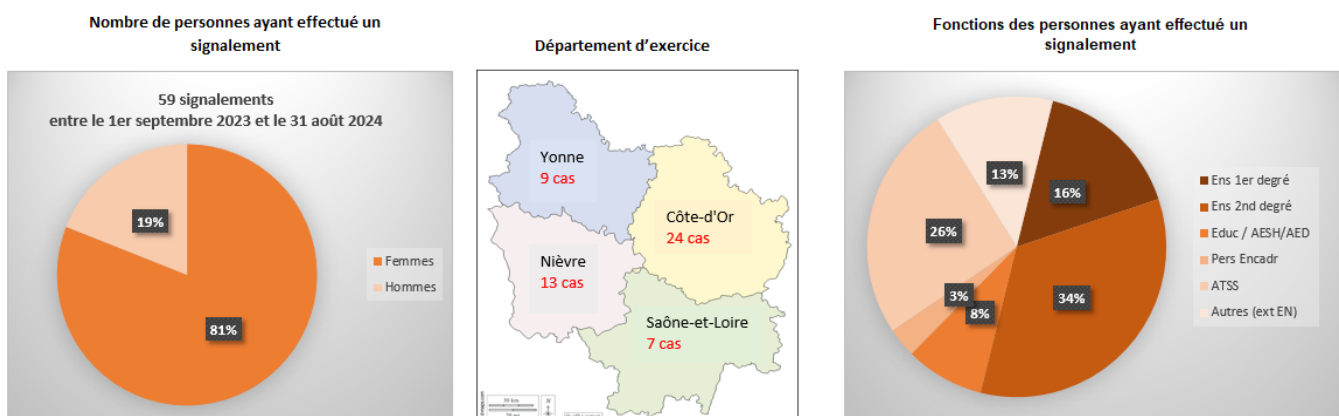 Nombre de personnes ayant effectué un
signalement
59 signalements
entre le 1er septembre 2023 et le 31 août 2024
19%
81%
Femmes
Hommes
Département d'exercice
Yonne
9 cas
Côte-d'Or
24 cas
Nièvre
13 cas
Saône-et-Loire
7 cas
Fonctions des personnes ayant effectué un
signalement
13%
16%
26%
3%
8%
34%
Ens 1er degré
Ens 2nd degré
Educ / AESH/AED
Pers Encadr
ATSS
Autres (ext EN)